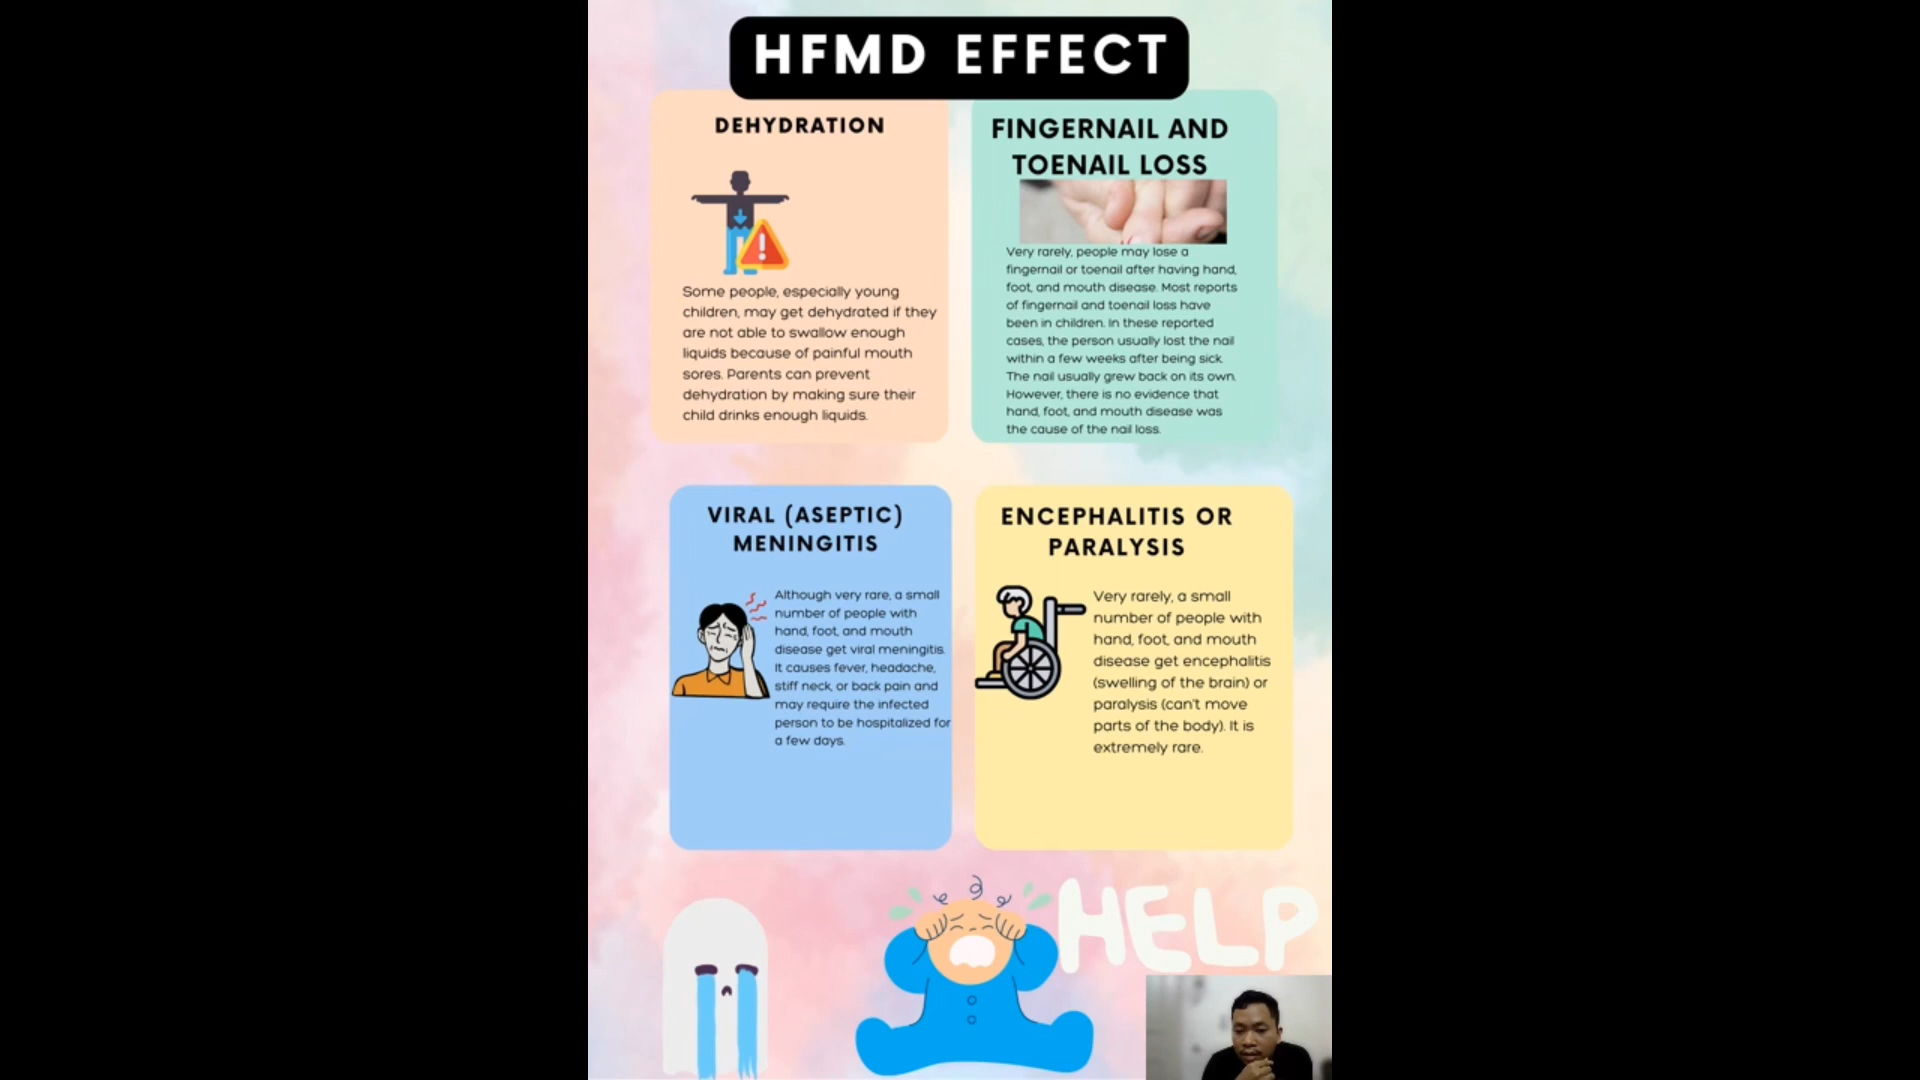 HFMD EFFECT
DEHYDRATION
Some people, especially young
children, may get dehydrated if they
are not able to swallow enough
liquids because of painful mouth
sores. Parents can prevent
dehydration by making sure their
child drinks enough liquids.
FINGERNAIL AND
TOENAIL LOSS
Very rarely, people may lose a
fingernail or toenail after having hand,
foot, and mouth disease. Most reports
of fingernail and toenail loss have
been in children. In these reported
cases, the person usually lost the nail
within a few weeks after being sick.
The nail usually grew back on its own.
However, there is no evidence that
hand, foot, and mouth disease was
the cause of the nail loss.
VIRAL (ASEPTIC)
MENINGITIS
Although very rare, a small
number of people with
hand, foot, and mouth
disease get viral meningitis.
It causes fever, headache,
stiff neck, or back pain and
may require the infected
person to be hospitalized for
a few days.
ENCEPHALITIS OR
PARALYSIS
Very rarely, a small
number of people with
hand, foot, and mouth
disease get encephalitis
(swelling of the brain) or
paralysis (can't move
parts of the body). It is
extremely rare.
HELP